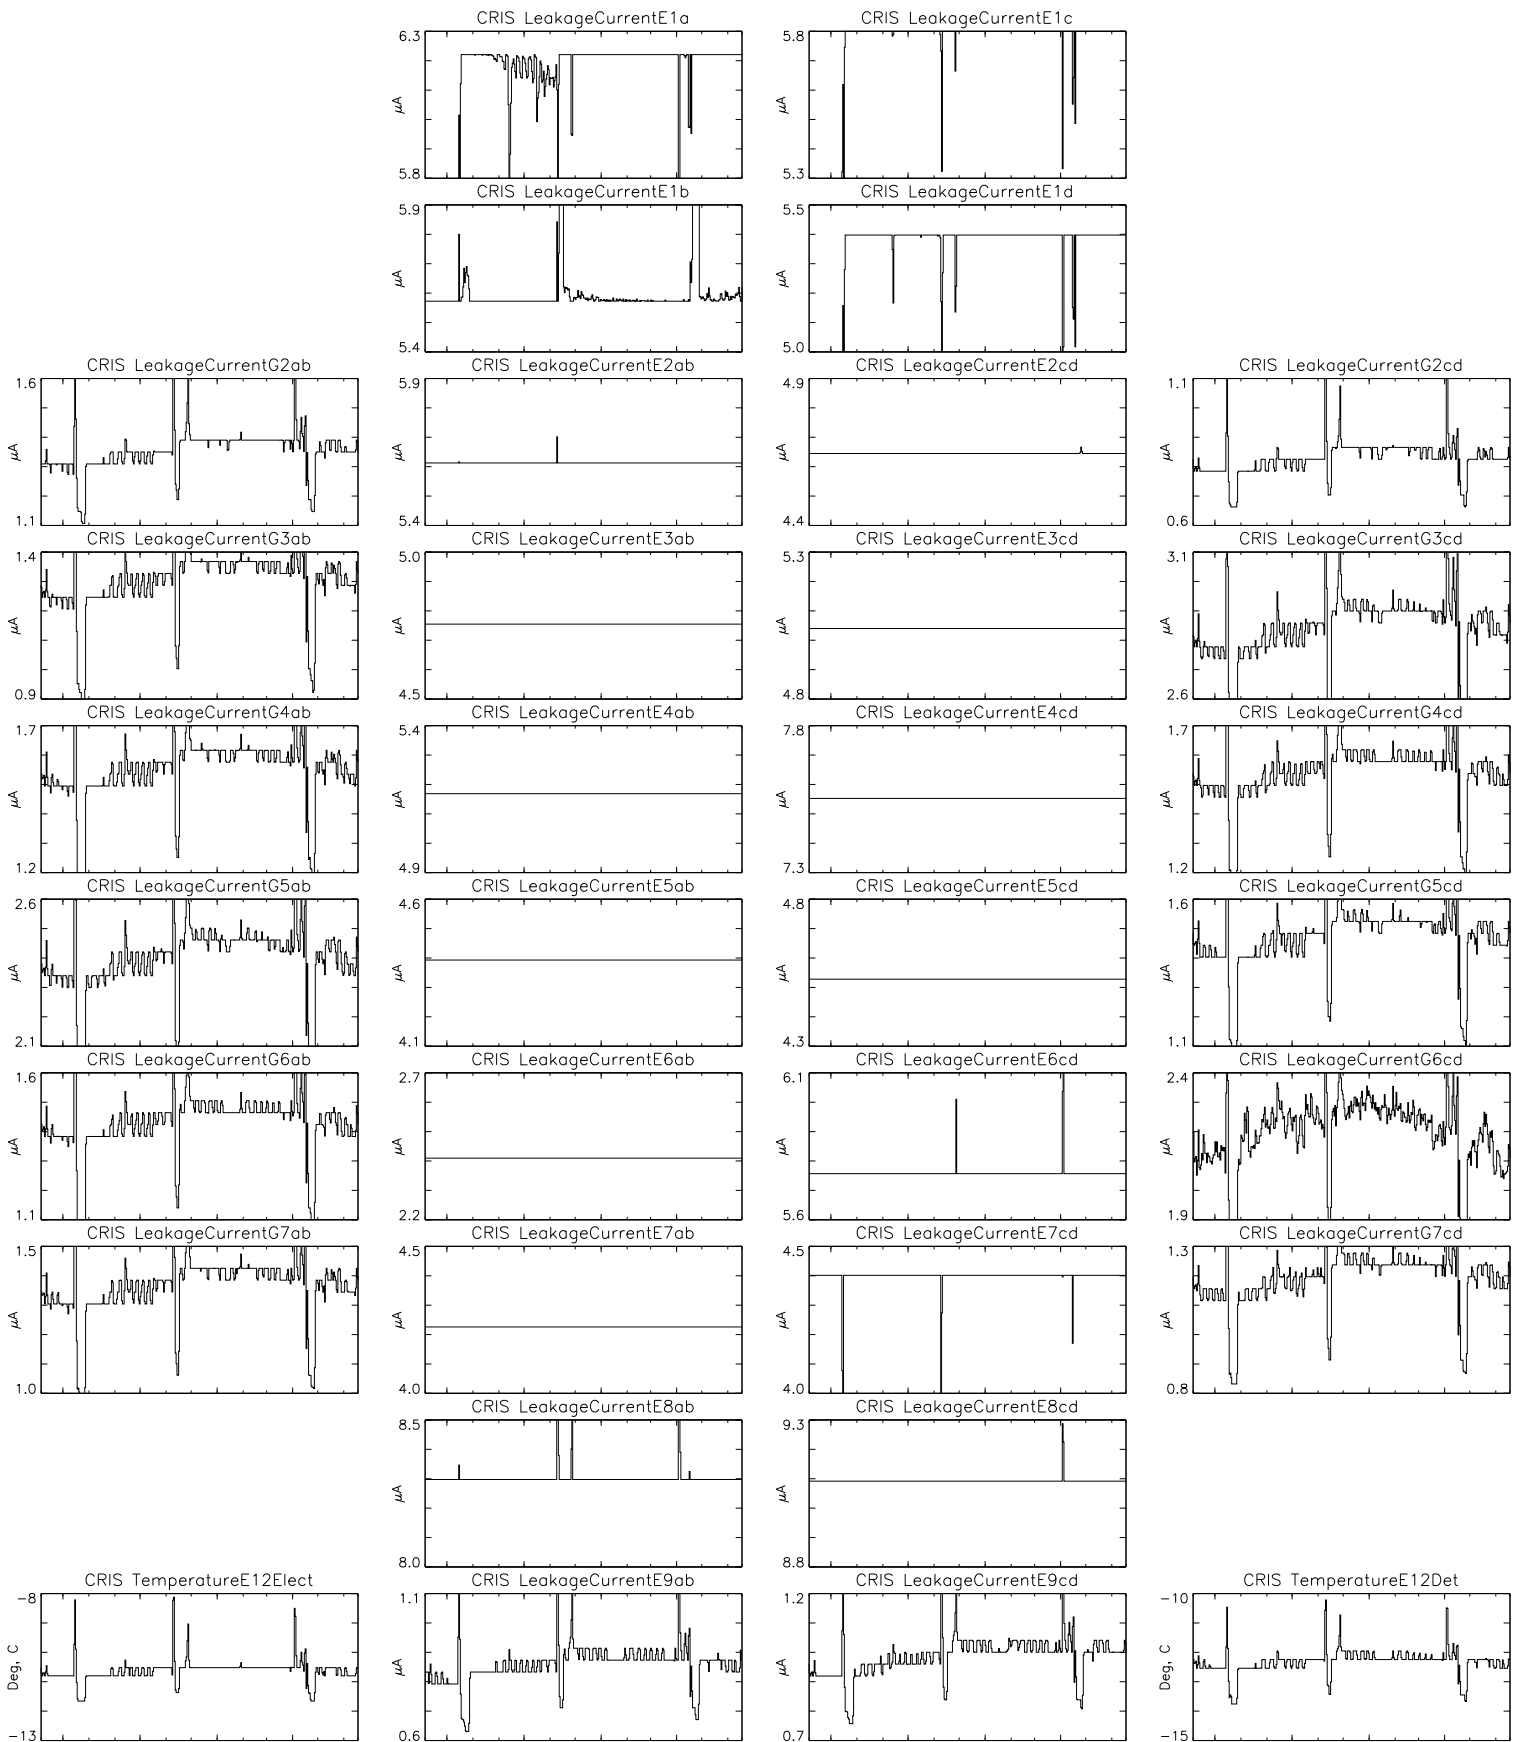 CRIS LeakageCurrentE1a CRIS LeakageCurrentE1c
6.3 5.8
μA μA
5.8 5.3
CRIS LeakageCurrentE1b CRIS LeakageCurrentE1d
5.9 5.5
μA μA
5.4 5.0
CRIS LeakageCurrentG2ab CRIS LeakageCurrentE2ab CRIS LeakageCurrentE2cd CRIS LeakageCurrentG2cd
1.6 5.9 4.9 1.1
μA μA μA μA
1.1 5.4 4.4 0.6
CRIS LeakageCurrentG3ab CRIS LeakageCurrentE3ab CRIS LeakageCurrentE3cd CRIS LeakageCurrentG3cd
1.4 5.0 5.3 3.1
μA μA μA μA
0.9 4.5 4.8 2.6
CRIS LeakageCurrentG4ab CRIS LeakageCurrentE4ab CRIS LeakageCurrentE4cd CRIS LeakageCurrentG4cd
1.7 5.4 7.8 1.7
μA μA μA μA
1.2 4.9 7.3 1.2
CRIS LeakageCurrentG5ab CRIS LeakageCurrentE5ab CRIS LeakageCurrentE5cd CRIS LeakageCurrentG5cd
2.6 4.6 4.8 1.6
μA μA μA μA
2.1 4.1 4.3 1.1
CRIS LeakageCurrentG6ab CRIS LeakageCurrentE6ab CRIS LeakageCurrentE6cd CRIS LeakageCurrentG6cd
1.6 2.7 6.1 2.4
μA μA μA μA
1.1 2.2 5.6 1.9
CRIS LeakageCurrentG7ab CRIS LeakageCurrentE7ab CRIS LeakageCurrentE7cd CRIS LeakageCurrentG7cd
1.5 4.5 4.5 1.3
μA μA μA μA
1.0 4.0 4.0 0.8
CRIS LeakageCurrentE8ab CRIS LeakageCurrentE8cd
8.5 9.3
μA μA
8.0 8.8
CRIS TemperatureE12Elect CRIS LeakageCurrentE9ab CRIS LeakageCurrentE9cd CRIS TemperatureE12Det
-8 1.1 1.2 -10
Deg, C μA μA Deg, C
-13 0.6 0.7 -15